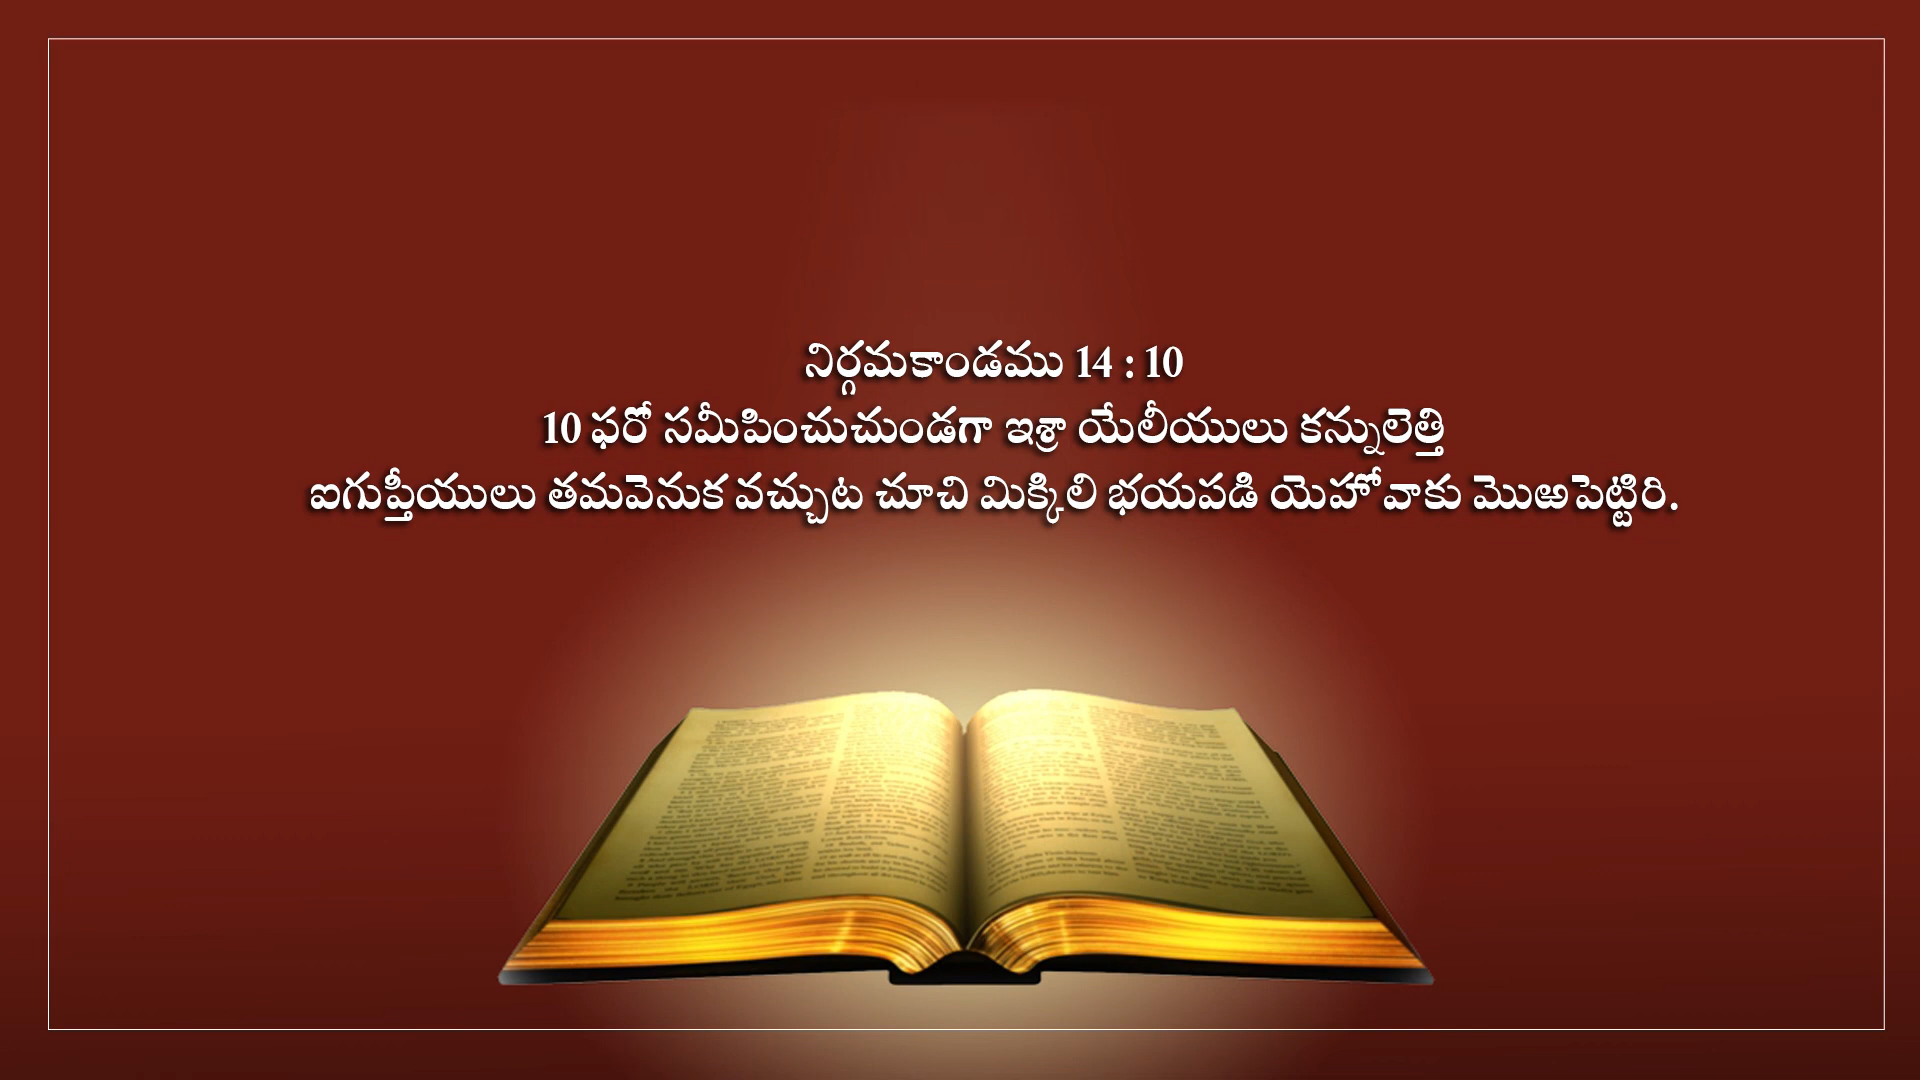 నిర్గమకాండము 14 : 10
10 ఫరో సమీపించుచుండగా ఇశ్రా యేలీయులు కన్నులెత్తి
ఐగుప్తీయులు తమవెనుక వచ్చుట చూచి మిక్కిలి భయపడి యెహోవాకు మొఱపెట్టిరి.